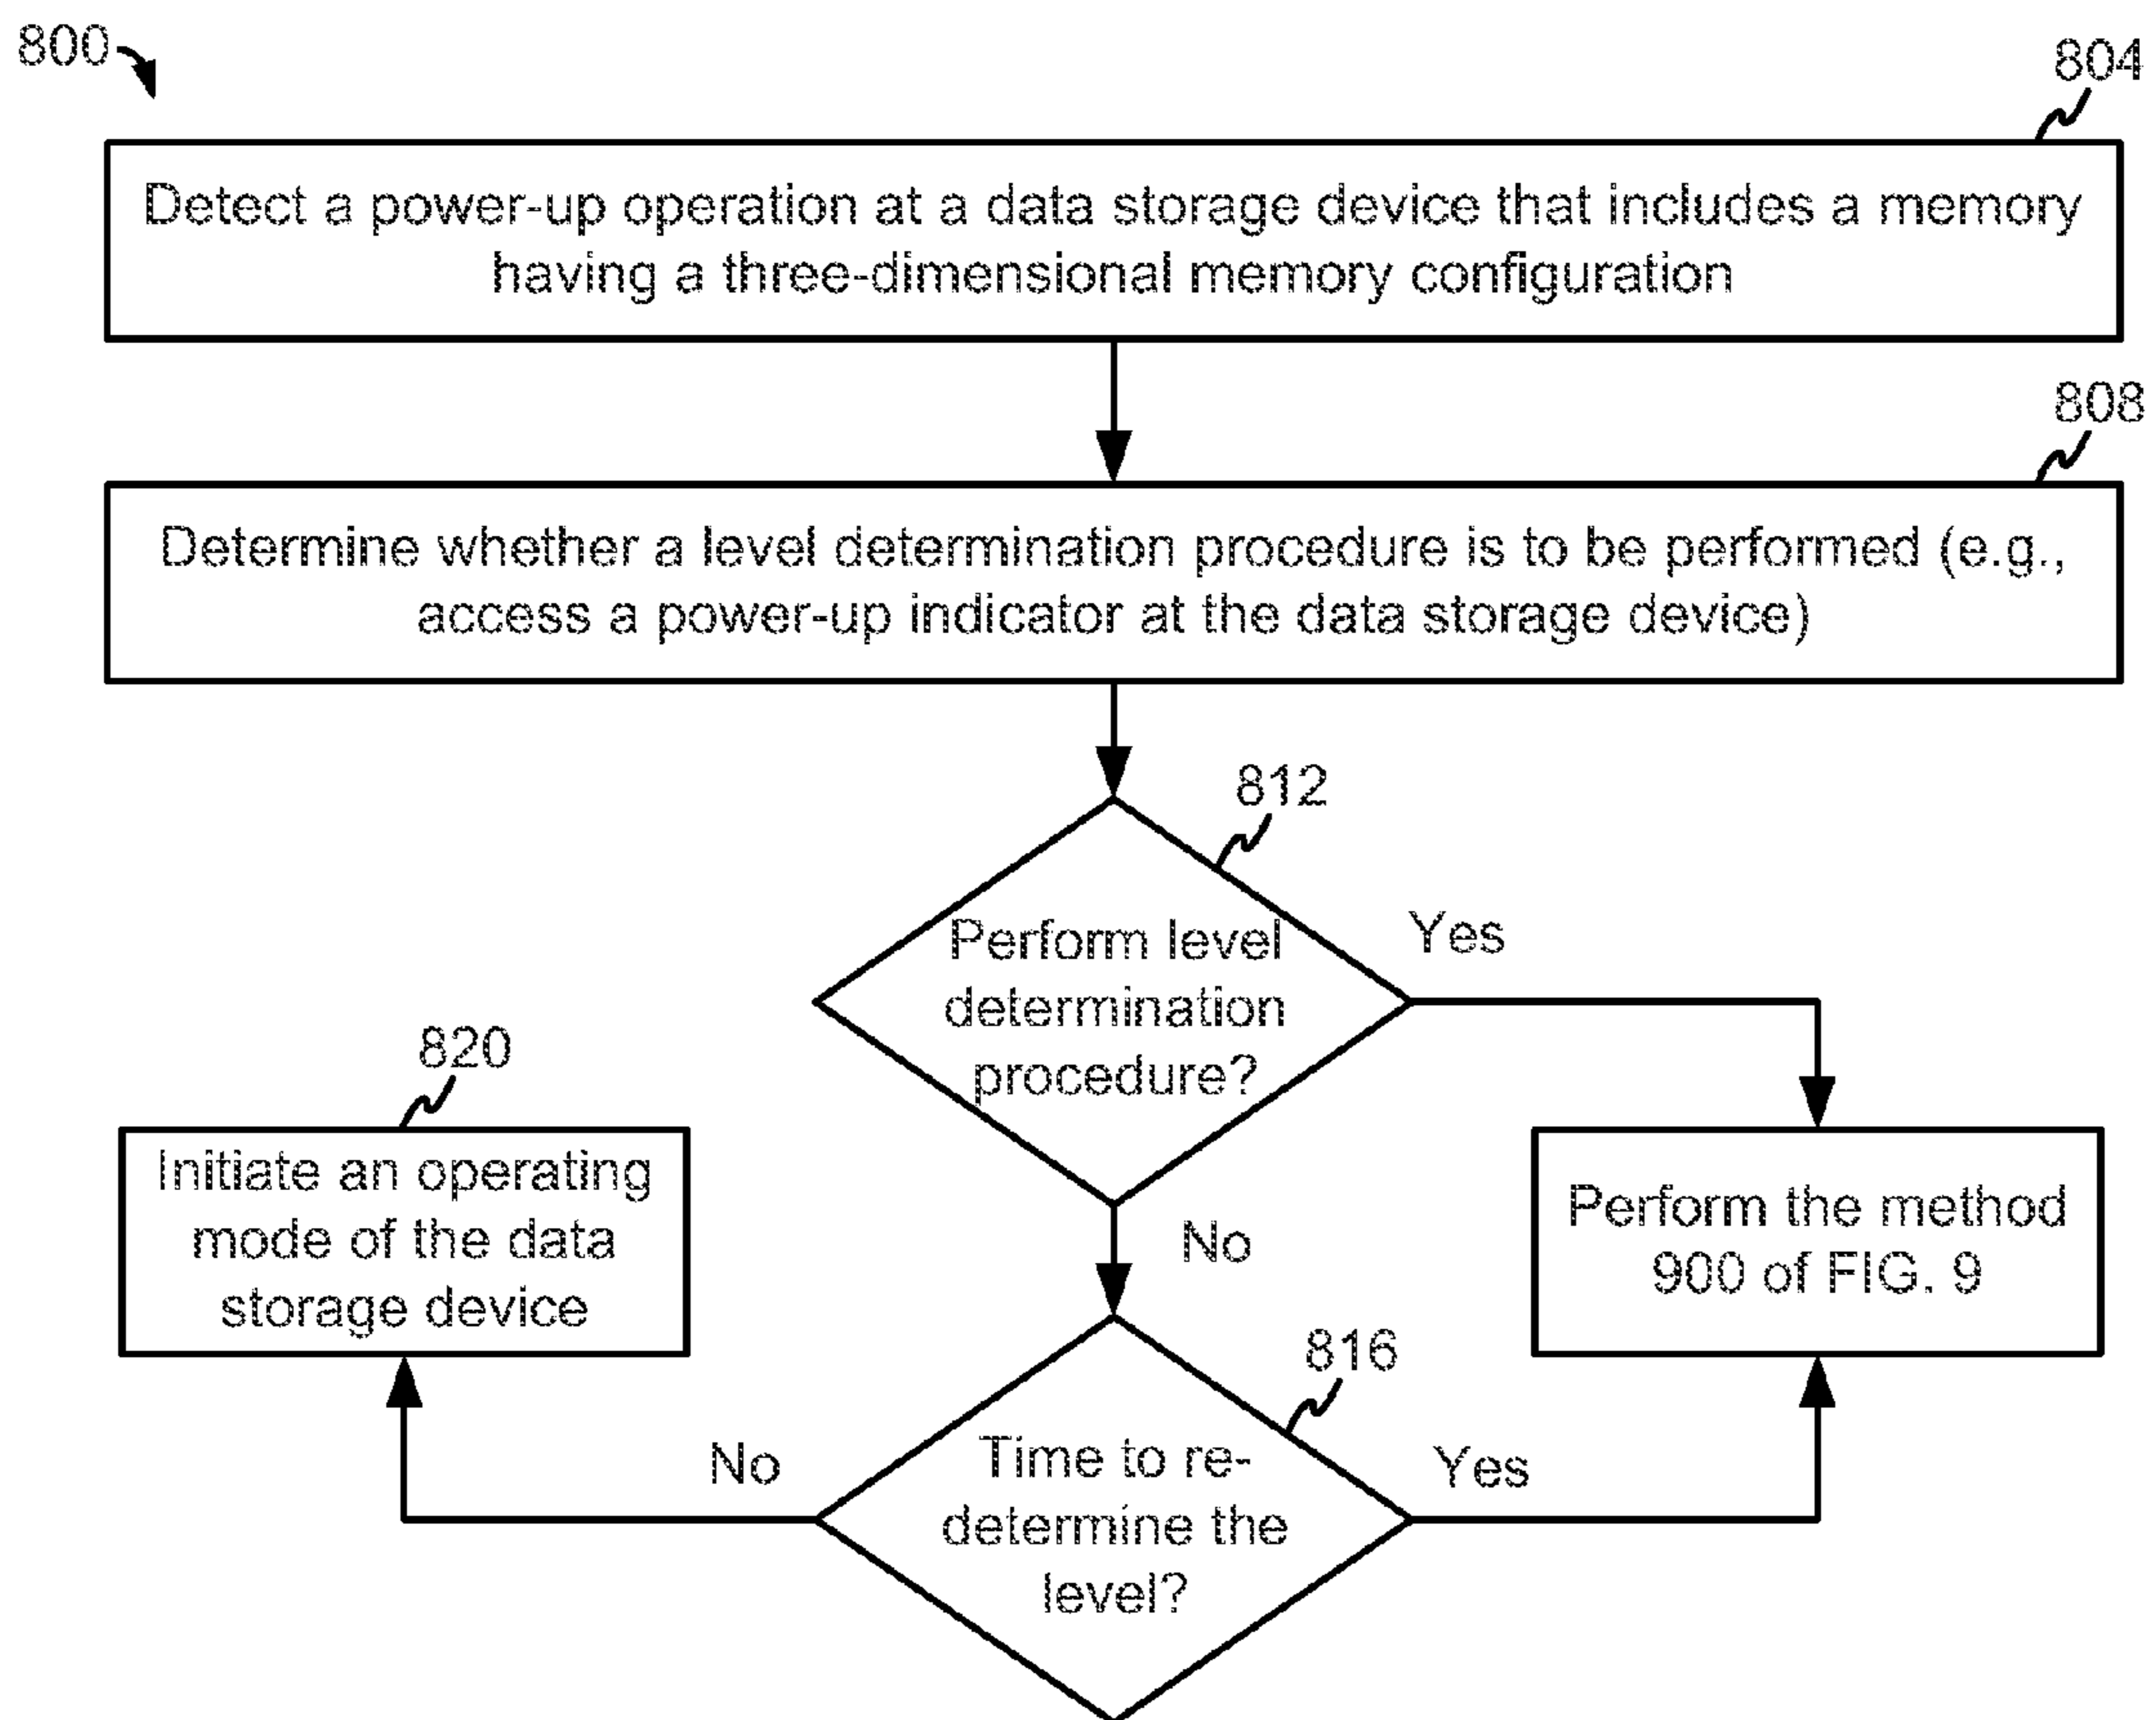 800
804
Detect a power-up operation at a data storage device that includes a memory
having a three-dimensional memory configuration
808
Determine whether a level determination procedure is to be performed (e.g.,
access a power-up indicator at the data storage device)
812
Perform level
determination
procedure?
Yes
No
820
Initiate an operating
mode of the data
storage device
Perform the method
900 of FIG. 9
816
Time to re-
determine the
level?
No
Yes